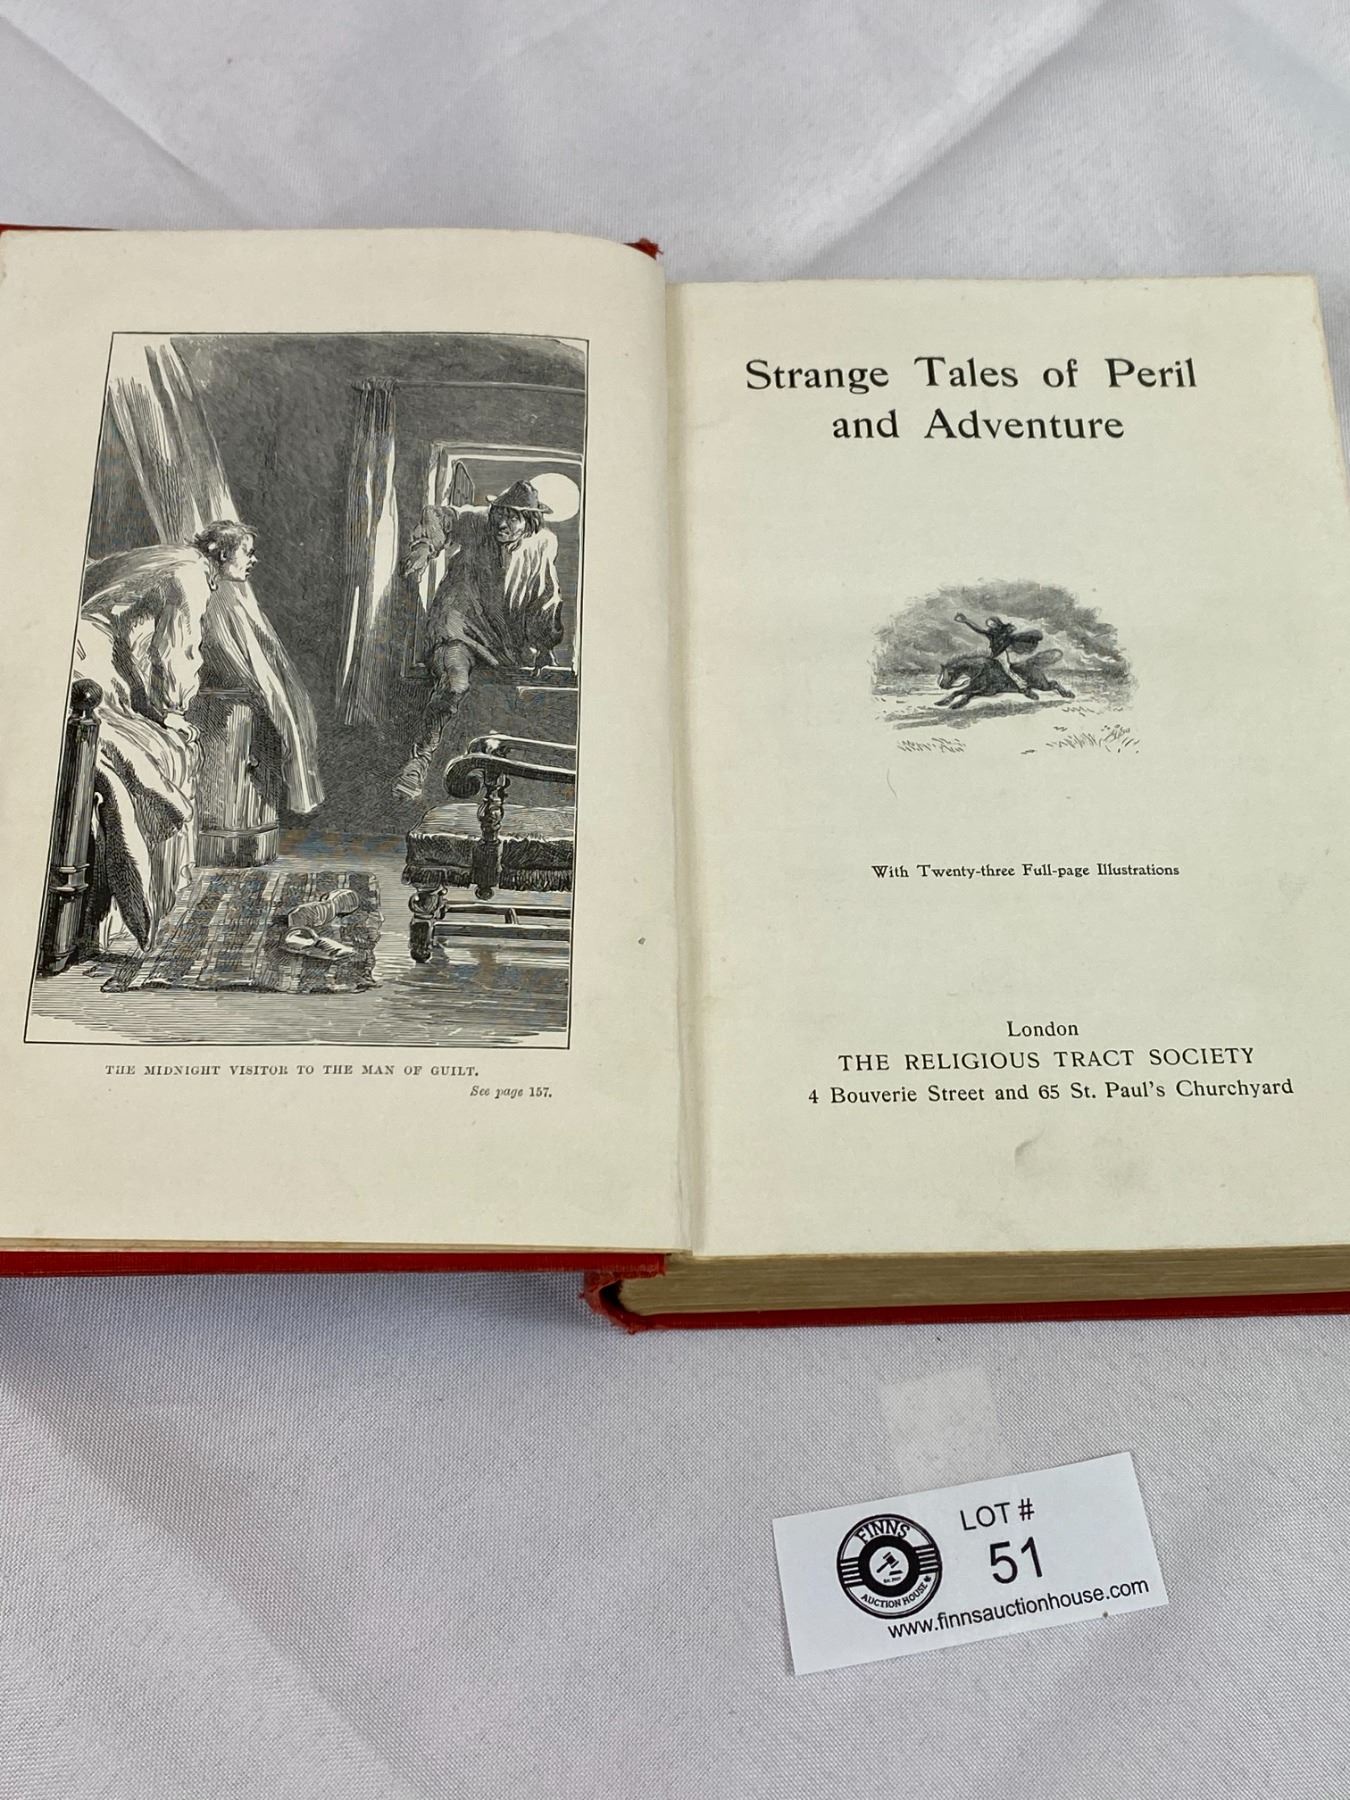 THE MIDNIGHT VISITOR TO THE MAN OF GUILT.
See page 157.
Strange Tales of Peril
and Adventure
With Twenty-three Full-page Illustrations
London
THE RELIGIOUS TRACT SOCIETY
4 Bouverie Street and 65 St. Paul's Churchyard
FINNS
AUCTION HOUSE
LOT #
51
www.finnsauctionhouse.com